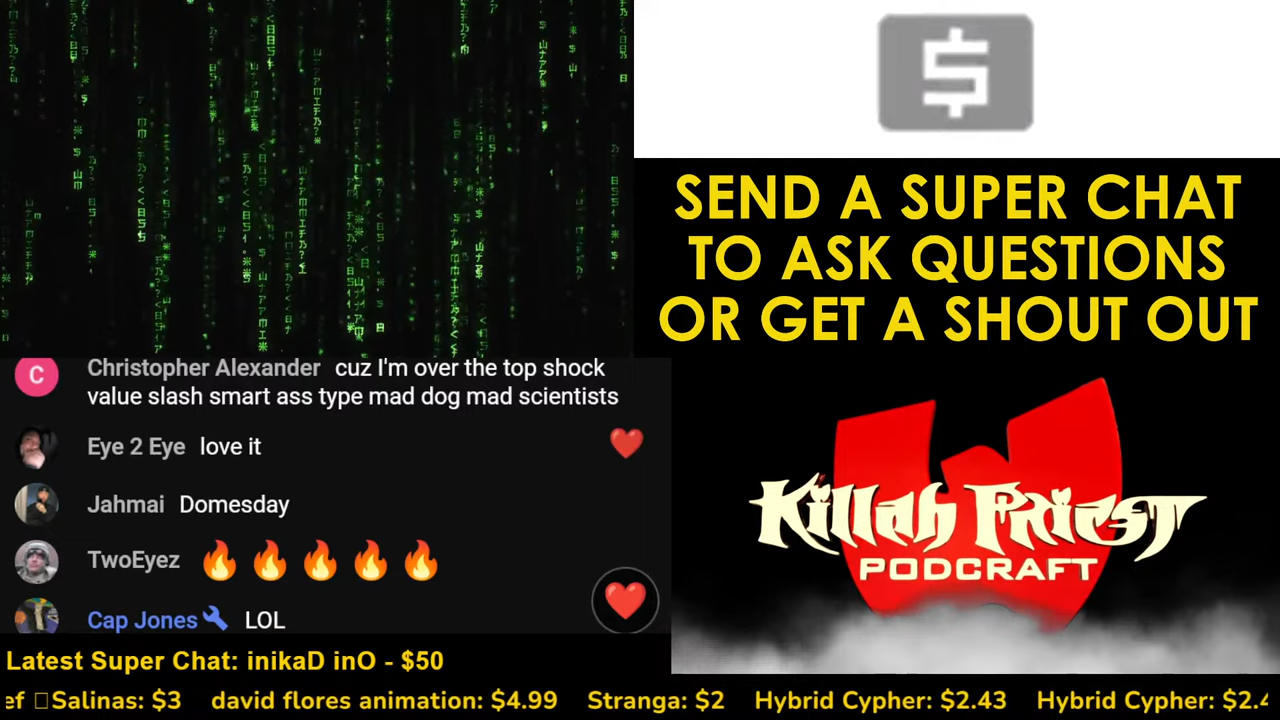 $
SEND A SUPER CHAT
TO ASK QUESTIONS
OR GET A SHOUT OUT
C
Christopher Alexander cuz I'm over the top shock
value slash smart ass type mad dog mad scientists
Eye 2 Eye love it
Jahmai Domesday
TwoEyez 🔥 🔥 🔥 🔥 🔥
Cap Jones LOL
Killah Priest
PODCRAFT
Latest Super Chat: inikaD inO - $50
ef Salinas: $3 david flores animation: $4.99 Stranga: $2 Hybrid Cypher: $2.43 Hybrid Cypher: $2.4